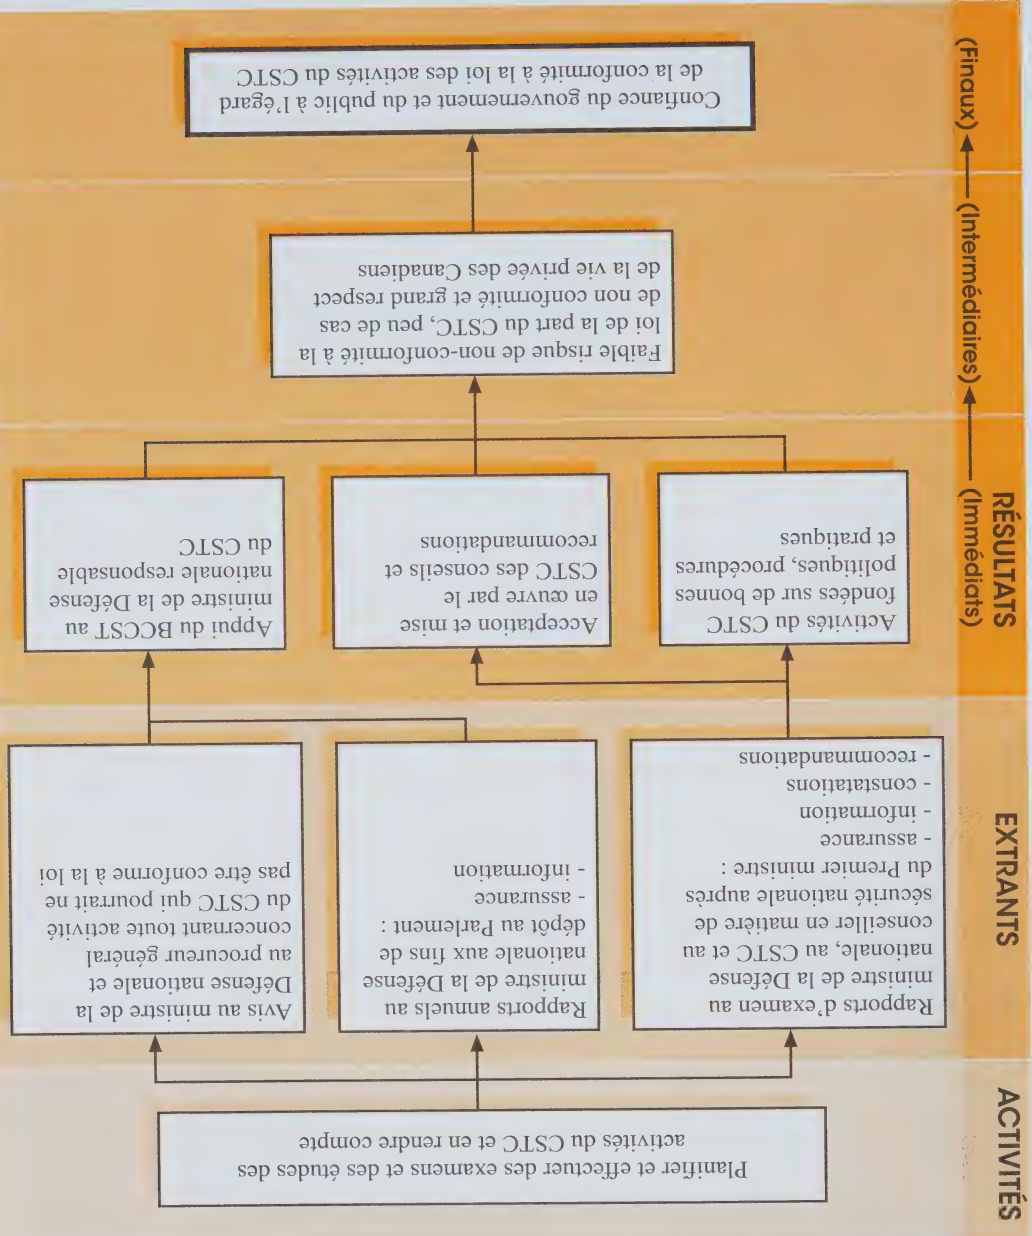 ACTIVITÉS
Planifier et effectuer des examens et des études des
activités du CSTC et en rendre compte
EXTRANTS
Rapports d'examen au
ministre de la Défense
nationale, au CSTC et au
conseiller en matière de
sécurité nationale auprès
du Premier ministre :
- assurance
- information
- constatations
- recommandations
Rapports annuels au
ministre de la Défense
nationale aux fins de
dépôt au Parlement :
- assurance
- information
Avis au ministre de la
Défense nationale et
au procureur général
concernant toute activité
du CSTC qui pourrait ne
pas être conforme à la loi
RÉSULTATS
(Immédiats)
Activités du CSTC
fondées sur de bonnes
politiques, procédures
et pratiques
Acceptation et mise
en œuvre par le
CSTC des conseils et
recommandations
Appui du BCCST au
ministre de la Défense
nationale responsable
du CSTC
(Intermédiaires)
Faible risque de non-conformité à la
loi de la part du CSTC, peu de cas
de non conformité et grand respect
de la vie privée des Canadiens
(Finaux)
Confiance du gouvernement et du public à l'égard
de la conformité à la loi des activités du CSTC